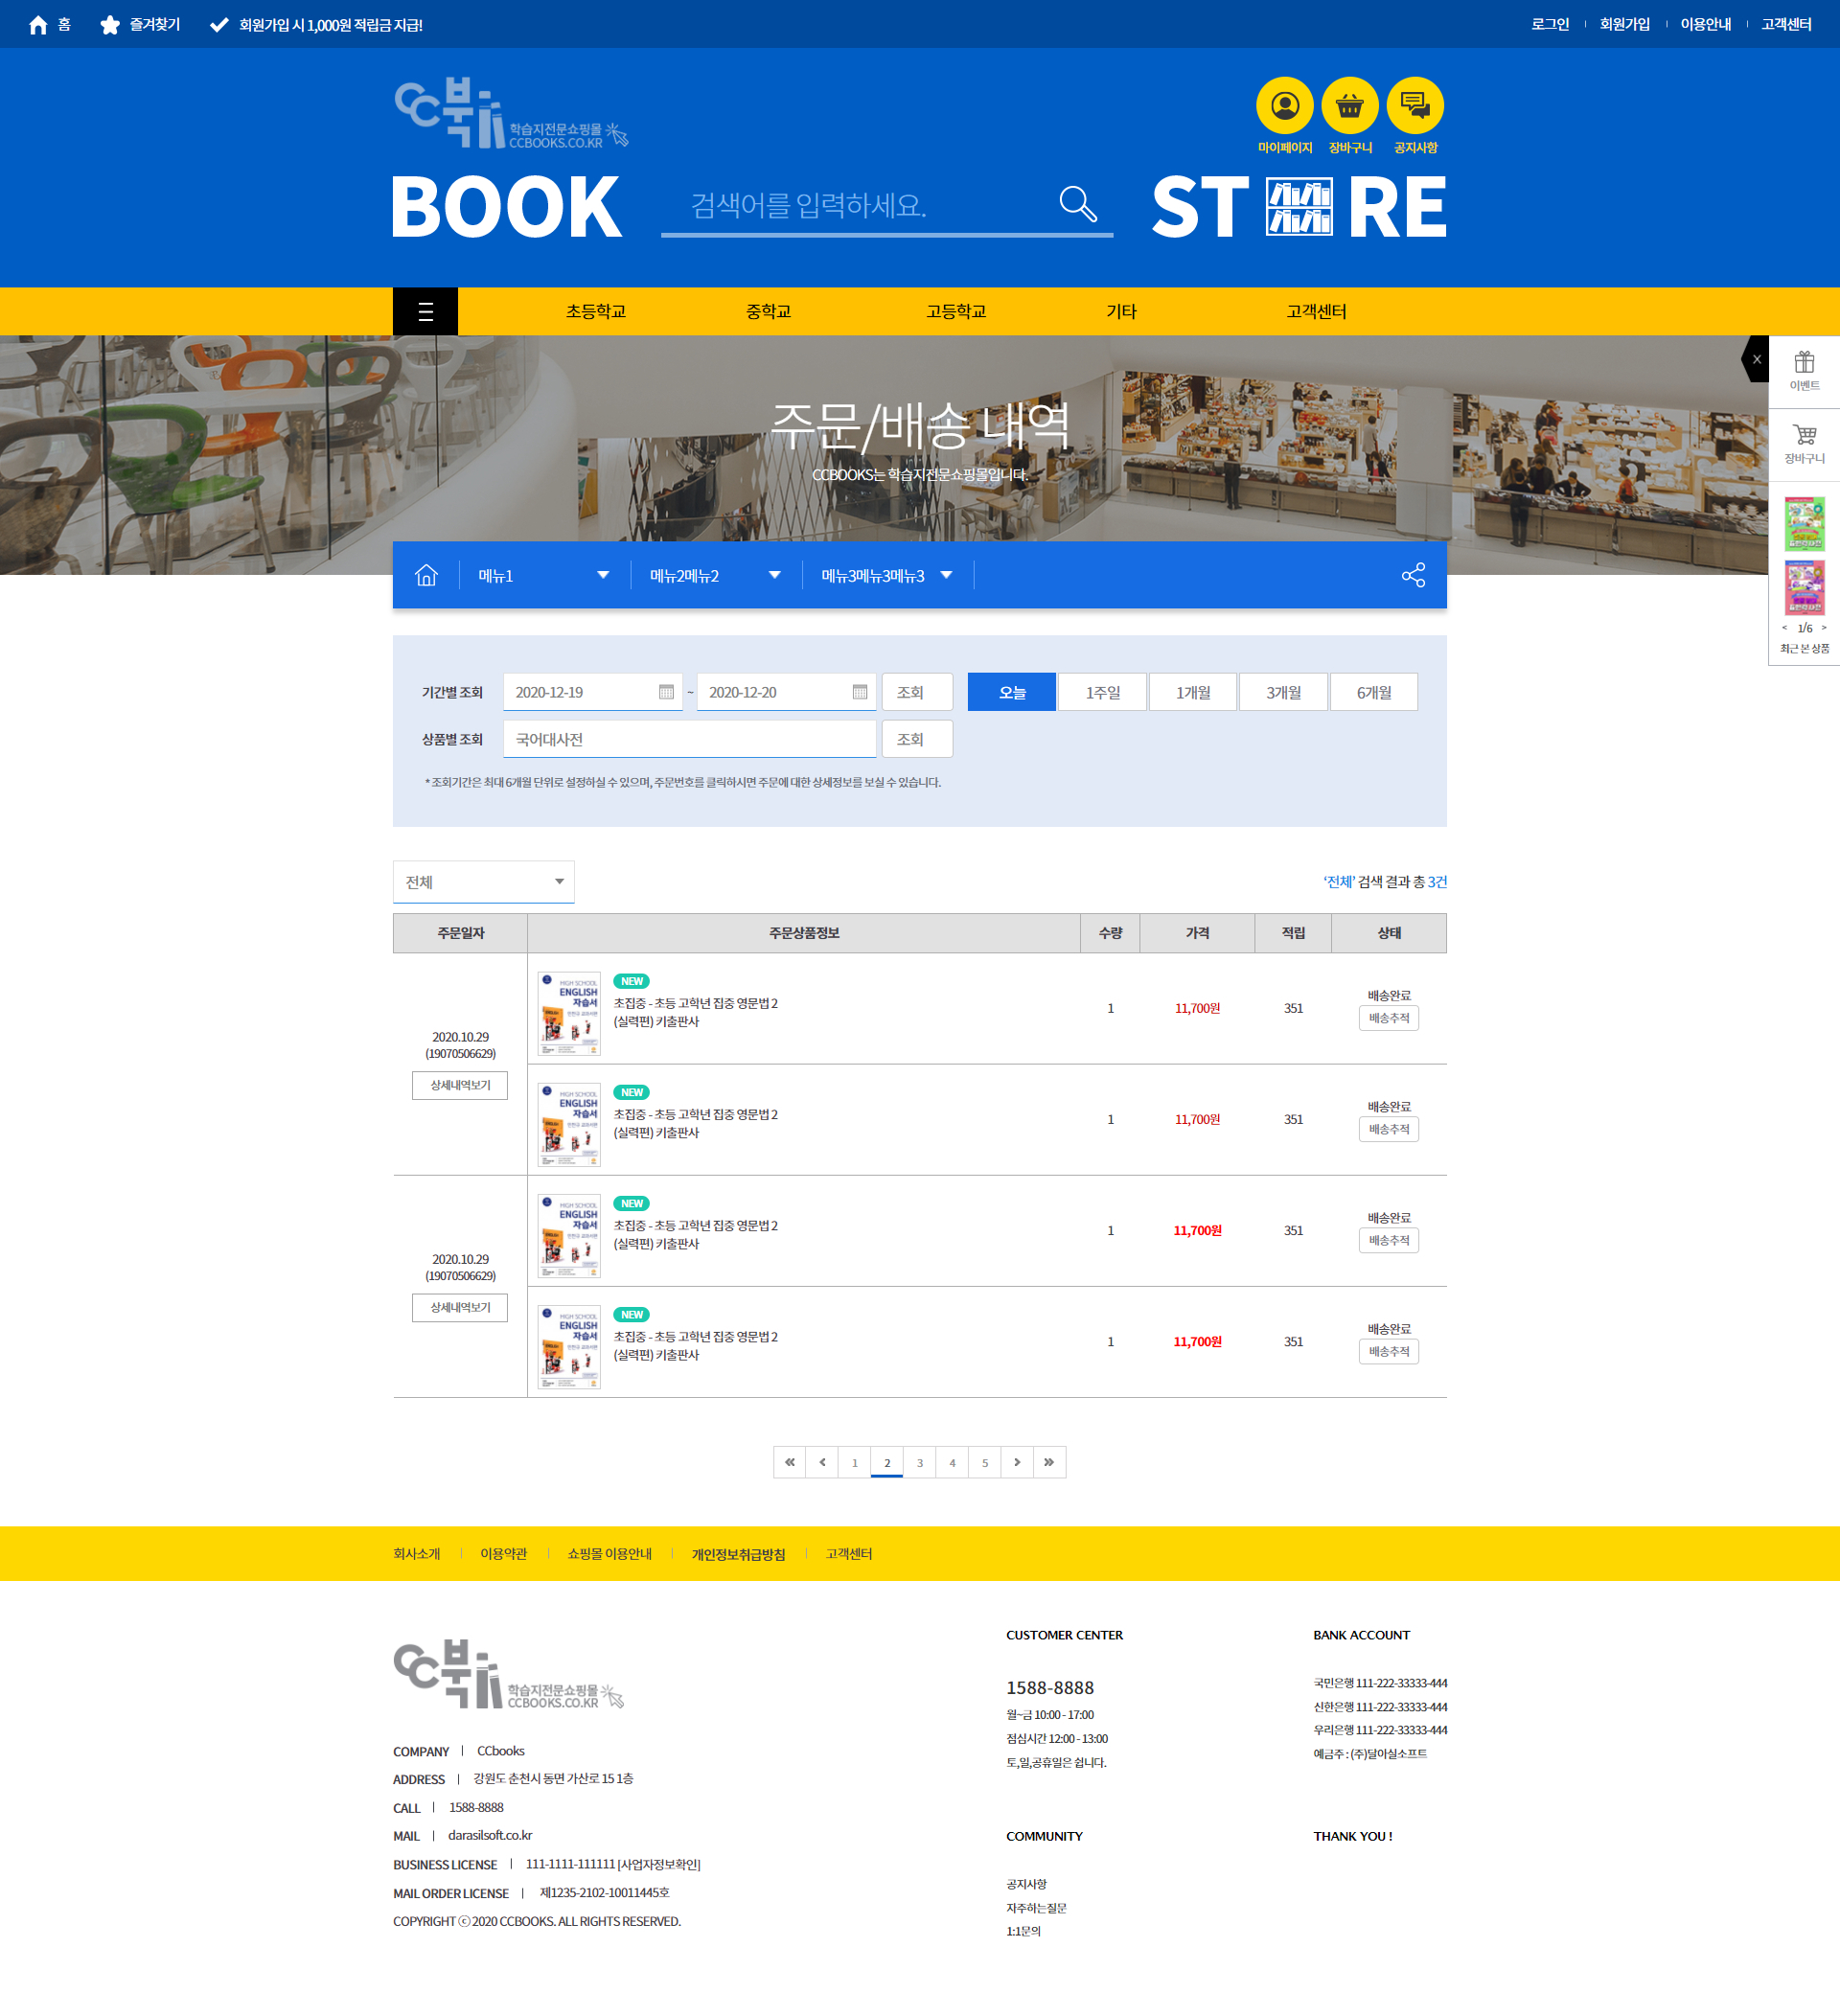 홈
즐겨찾기
회원가입 시 1,000원 적립금 지급!
로그인
회원가입
이용안내
고객센터
CC북
학습지전문쇼핑몰
CCBOOKS.CO.KR
마이페이지
장바구니
공지사항
BOOK
검색어를 입력하세요.
ST RE
초등학교
중학교
고등학교
기타
고객센터
주문/배송 내역
CCBOOKS는 학습지전문쇼핑몰입니다.
X
이벤트
장바구니
< 1/6 >
최근 본 상품
메뉴1
메뉴2메뉴2
메뉴3메뉴3메뉴3
기간별 조회
2020-12-19
~
2020-12-20
조회
오늘
1주일
1개월
3개월
6개월
상품별 조회
국어대사전
조회
* 조회기간은 최대 6개월 단위로 설정하실 수 있으며, 주문번호를 클릭하시면 주문에 대한 상세정보를 보실 수 있습니다.
전체
‘전체’ 검색 결과 총 3건
주문일자
주문상품정보
수량
가격
적립
상태
2020.10.29
(19070506629)
상세내역보기
HIGH SCHOOL
ENGLISH
자습서
NEW
초집중 - 초등 고학년 집중 영문법 2
(실력편) 키출판사
1
11,700원
351
배송완료
배송추적
HIGH SCHOOL
ENGLISH
자습서
NEW
초집중 - 초등 고학년 집중 영문법 2
(실력편) 키출판사
1
11,700원
351
배송완료
배송추적
2020.10.29
(19070506629)
상세내역보기
HIGH SCHOOL
ENGLISH
자습서
NEW
초집중 - 초등 고학년 집중 영문법 2
(실력편) 키출판사
1
11,700원
351
배송완료
배송추적
HIGH SCHOOL
ENGLISH
자습서
NEW
초집중 - 초등 고학년 집중 영문법 2
(실력편) 키출판사
1
11,700원
351
배송완료
배송추적
« < 1 2 3 4 5 > »
회사소개
이용약관
쇼핑몰 이용안내
개인정보취급방침
고객센터
CC북
학습지전문쇼핑몰
CCBOOKS.CO.KR
COMPANY | CCbooks
ADDRESS | 강원도 춘천시 동면 가산로 15 1층
CALL | 1588-8888
MAIL | darasilsoft.co.kr
BUSINESS LICENSE | 111-1111-111111 [사업자정보확인]
MAIL ORDER LICENSE | 제1235-2102-10011445호
COPYRIGHT ⓒ 2020 CCBOOKS. ALL RIGHTS RESERVED.
CUSTOMER CENTER
1588-8888
월~금 10:00 - 17:00
점심시간 12:00 - 13:00
토,일,공휴일은 쉽니다.
BANK ACCOUNT
국민은행 111-222-33333-444
신한은행 111-222-33333-444
우리은행 111-222-33333-444
예금주 : (주)달아실소프트
COMMUNITY
공지사항
자주하는질문
1:1문의
THANK YOU !